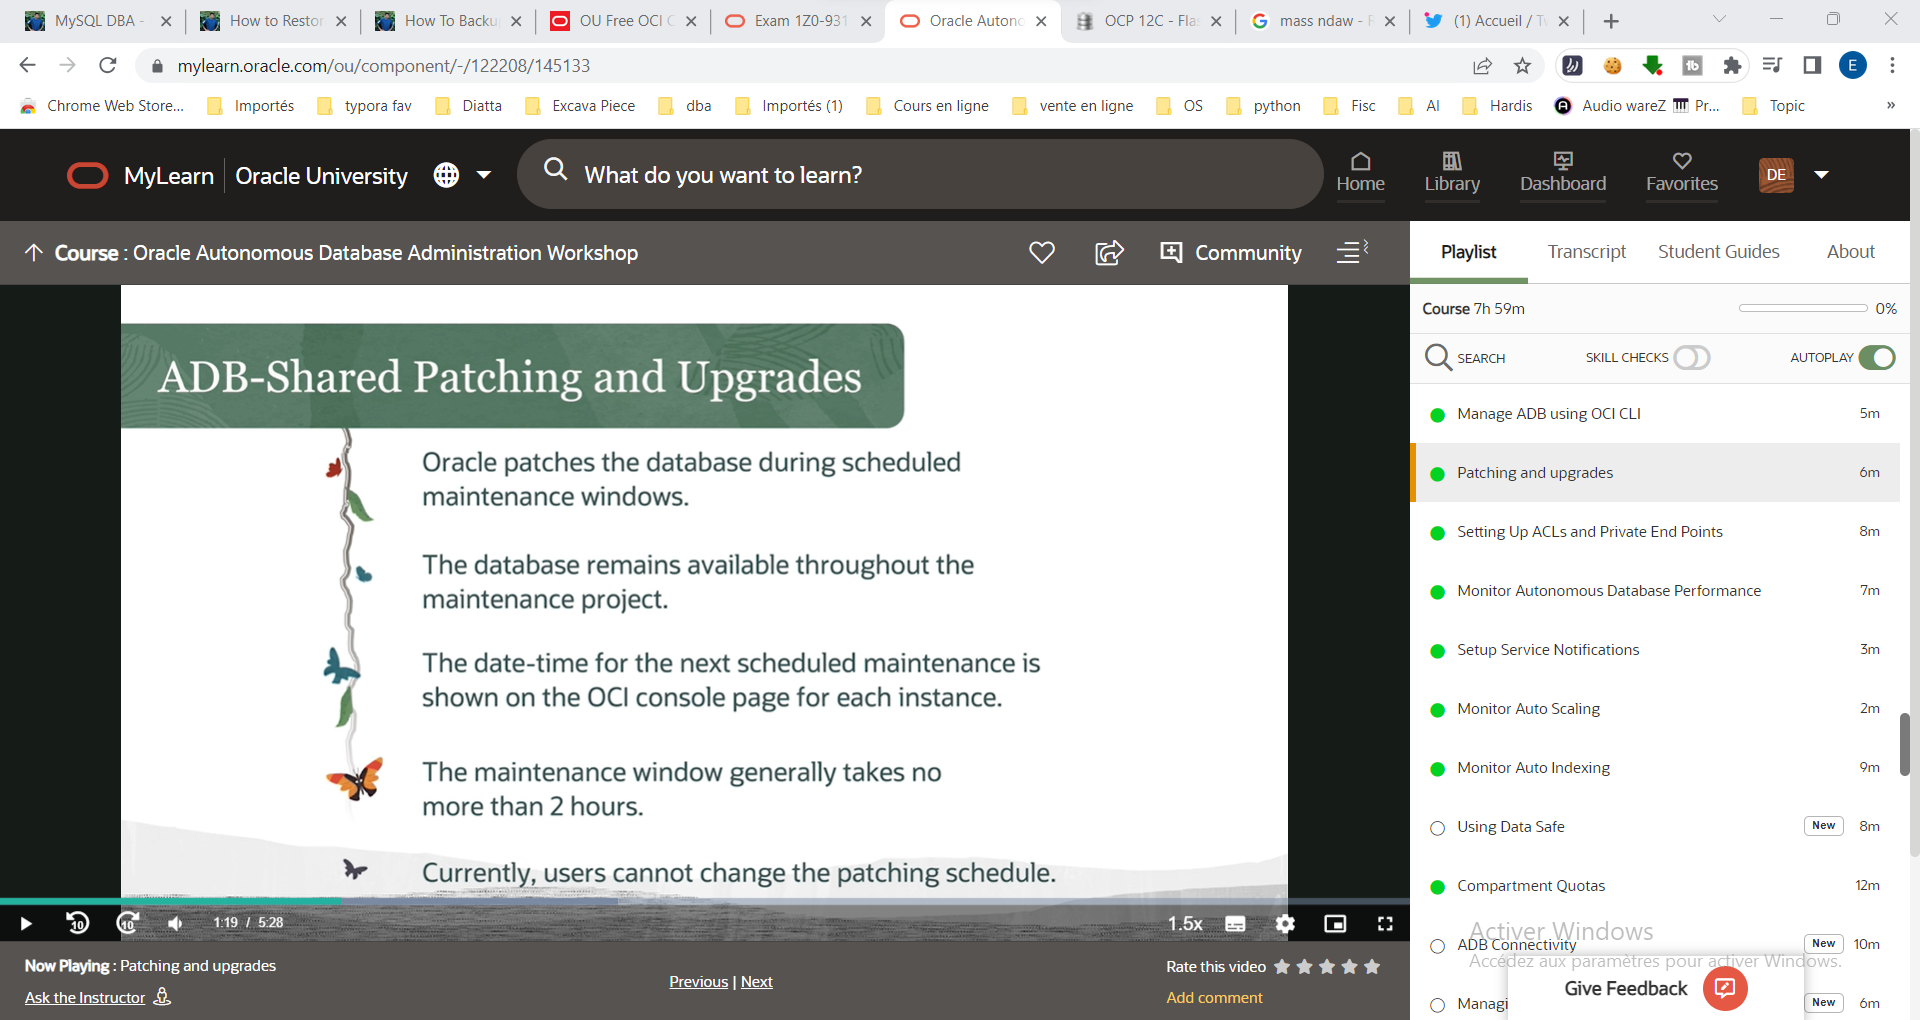 MySQL DBA -
How to Restor
How To Backu
OU Free OCI C
Exam 1Z0-931
Oracle Autono
OCP 12C - Fla
mass ndaw - R
(1) Accueil / Tw
mylearn.oracle.com/ou/component/-/122208/145133
E
Chrome Web Store...
Importés
typora fav
Diatta
Excava Piece
dba
Importés (1)
Cours en ligne
vente en ligne
OS
python
Fisc
AI
Hardis
Audio wareZ
Pr...
Topic
»
MyLearn
Oracle University
What do you want to learn?
Home
Library
Dashboard
Favorites
DE
Course : Oracle Autonomous Database Administration Workshop
Community
Playlist
Transcript
Student Guides
About
Course 7h 59m
0%
SEARCH
SKILL CHECKS
AUTOPLAY
ADB-Shared Patching and Upgrades
Oracle patches the database during scheduled
maintenance windows.
The database remains available throughout the
maintenance project.
The date-time for the next scheduled maintenance is
shown on the OCI console page for each instance.
The maintenance window generally takes no
more than 2 hours.
Currently, users cannot change the patching schedule.
Manage ADB using OCI CLI 5m
Patching and upgrades 6m
Setting Up ACLs and Private End Points 8m
Monitor Autonomous Database Performance 7m
Setup Service Notifications 3m
Monitor Auto Scaling 2m
Monitor Auto Indexing 9m
Using Data Safe New 8m
Compartment Quotas 12m
ADB Connectivity New 10m
Managi New 6m
Activer Windows
Accédez aux paramètres pour activer Windows.
Give Feedback
10
10
1:19 / 5:28
1.5x
Now Playing : Patching and upgrades
Ask the Instructor
Previous | Next
Rate this video
Add comment